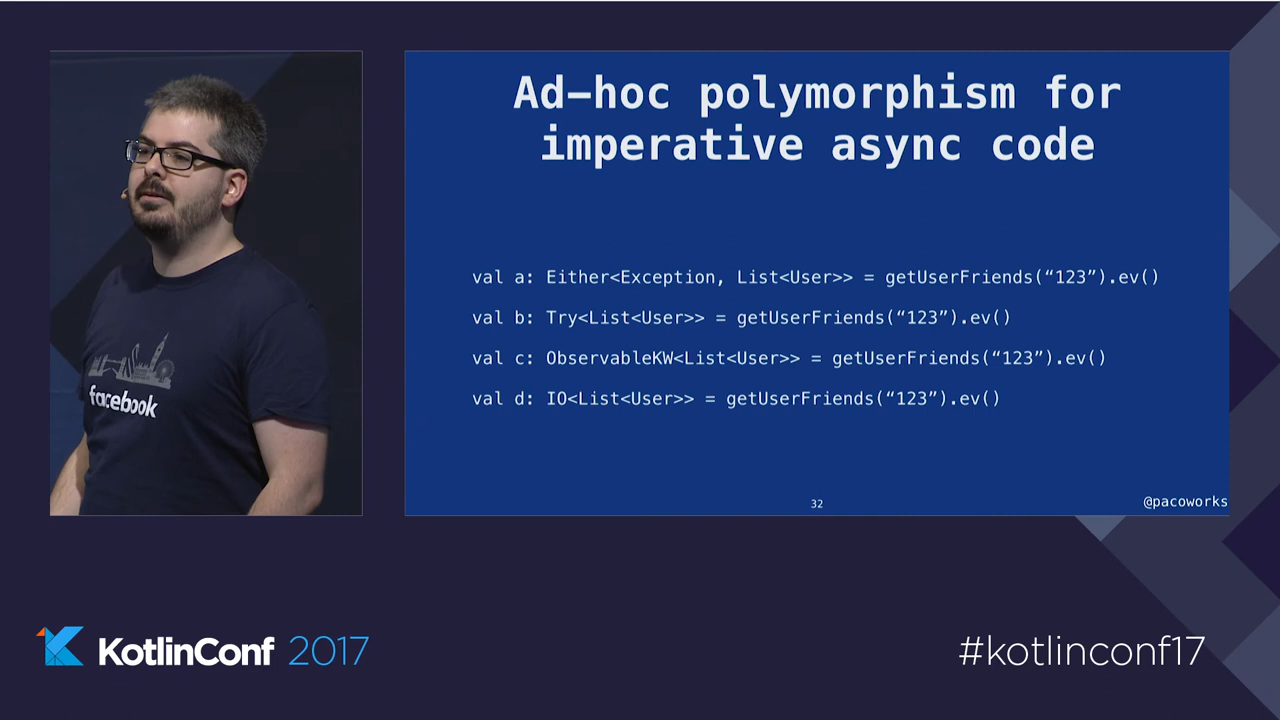 Ad-hoc polymorphism for
imperative async code
val a: Either<Exception, List<User>> = getUserFriends(“123”).ev()
val b: Try<List<User>> = getUserFriends(“123”).ev()
val c: ObservableKW<List<User>> = getUserFriends(“123”).ev()
val d: IO<List<User>> = getUserFriends(“123”).ev()
32
@pacoworks
facebook
KotlinConf 2017
#kotlinconf17